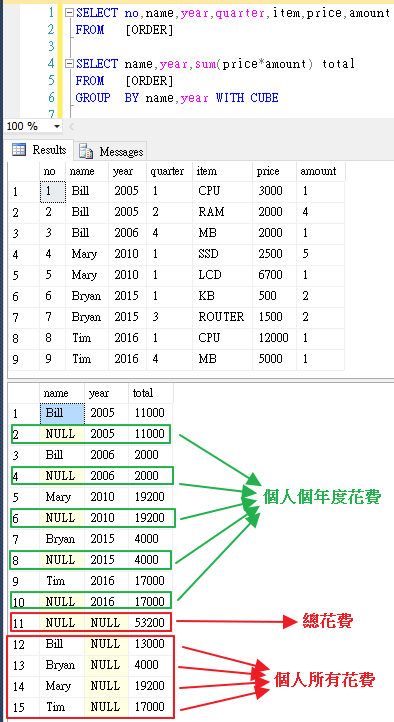 1 SELECT no,name,year,quarter,item,price,amount
2 FROM [ORDER]
3
4 SELECT name,year,sum(price*amount) total
5 FROM [ORDER]
6 GROUP BY name,year WITH CUBE
7
100 %
Results Messages
no name year quarter item price amount
1 1 Bill 2005 1 CPU 3000 1
2 2 Bill 2005 2 RAM 2000 4
3 3 Bill 2006 4 MB 2000 1
4 4 Mary 2010 1 SSD 2500 5
5 5 Mary 2010 1 LCD 6700 1
6 6 Bryan 2015 1 KB 500 2
7 7 Bryan 2015 3 ROUTER 1500 2
8 8 Tim 2016 1 CPU 12000 1
9 9 Tim 2016 4 MB 5000 1
name year total
1 Bill 2005 11000
2 NULL 2005 11000
3 Bill 2006 2000
4 NULL 2006 2000
5 Mary 2010 19200
個人個年度花費
6 NULL 2010 19200
7 Bryan 2015 4000
8 NULL 2015 4000
9 Tim 2016 17000
10 NULL 2016 17000
11 NULL NULL 53200
總花費
12 Bill NULL 13000
13 Bryan NULL 4000
個人所有花費
14 Mary NULL 19200
15 Tim NULL 17000